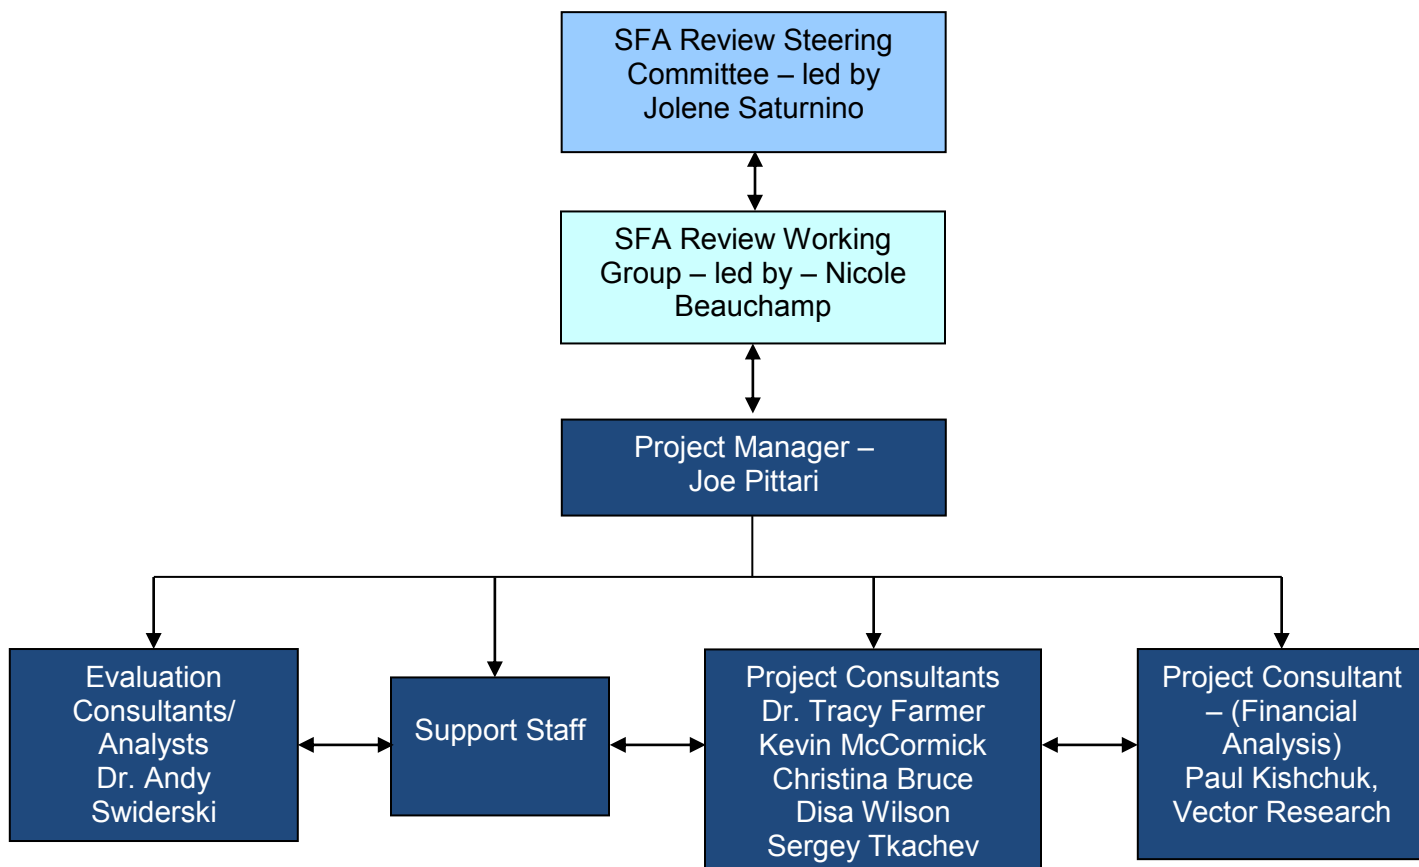 SFA Review Steering
Committee – led by
Jolene Saturnino
SFA Review Working
Group – led by – Nicole
Beauchamp
Project Manager –
Joe Pittari
Evaluation
Consultants/
Analysts
Dr. Andy
Swiderski
Support Staff
Project Consultants
Dr. Tracy Farmer
Kevin McCormick
Christina Bruce
Disa Wilson
Sergey Tkachev
Project Consultant
– (Financial
Analysis)
Paul Kishchuk,
Vector Research